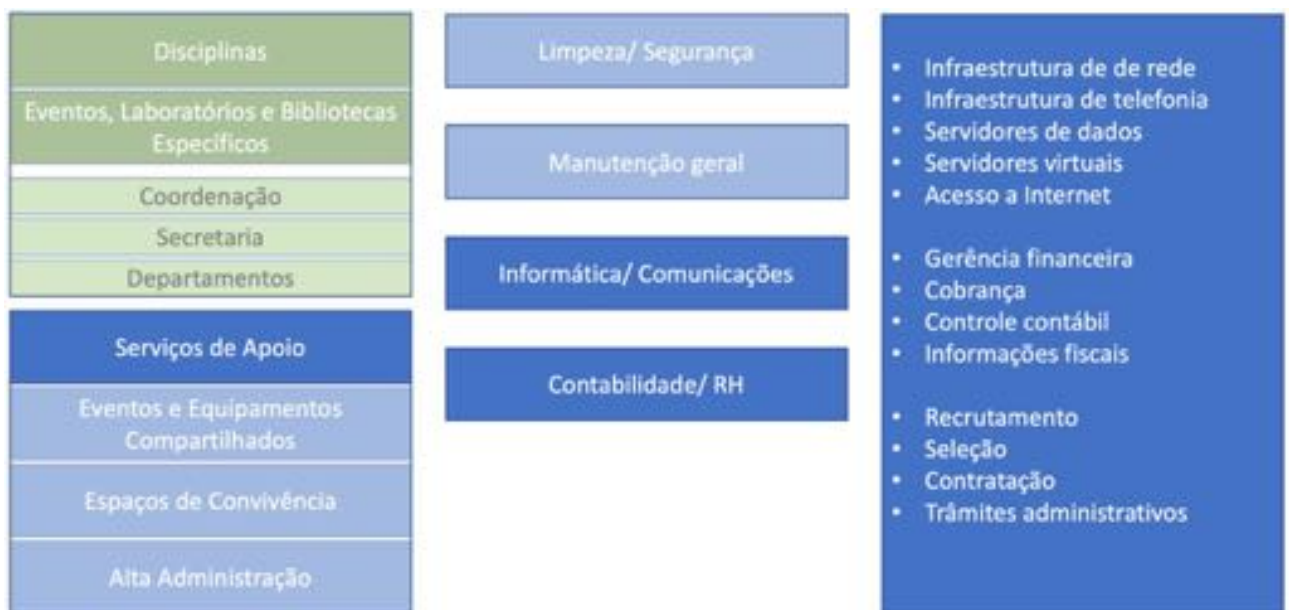 Disciplinas
Eventos, Laboratórios e Bibliotecas
Específicos
Coordenação
Secretaria
Departamentos
Serviços de Apoio
Eventos e Equipamentos
Compartilhados
Espaços de Convivência
Alta Administração
Limpeza/ Segurança
Manutenção geral
Informática/ Comunicações
Contabilidade/ RH
• Infraestrutura de de rede
• Infraestrutura de telefonia
• Servidores de dados
• Servidores virtuais
• Acesso a Internet
• Gerência financeira
• Cobrança
• Controle contábil
• Informações fiscais
• Recrutamento
• Seleção
• Contratação
• Trâmites administrativos